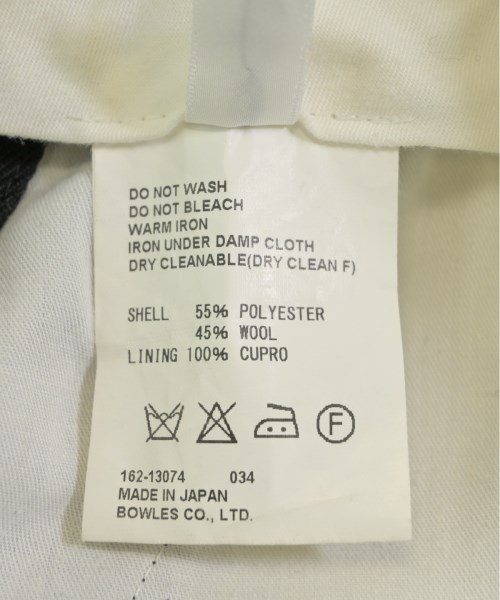 DO NOT WASH
DO NOT BLEACH
WARM IRON
IRON UNDER DAMP CLOTH
DRY CLEANABLE(DRY CLEAN F)
SHELL 55% POLYESTER
45% WOOL
LINING 100% CUPRO
F
162-13074 034
MADE IN JAPAN
BOWLES CO., LTD.